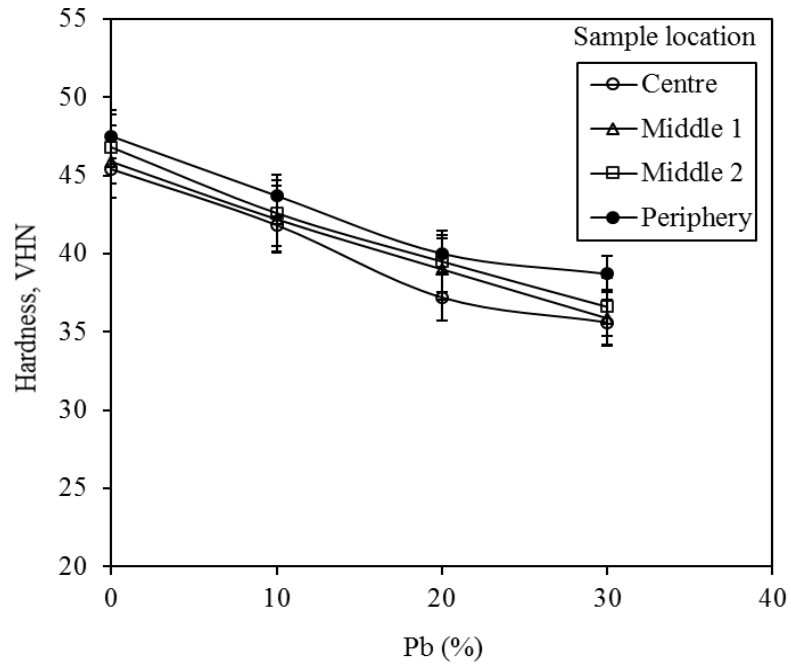 Sample location
Centre
Middle 1
Middle 2
Periphery
55
50
45
40
35
30
25
20
Hardness, VHN
0 10 20 30 40
Pb (%)